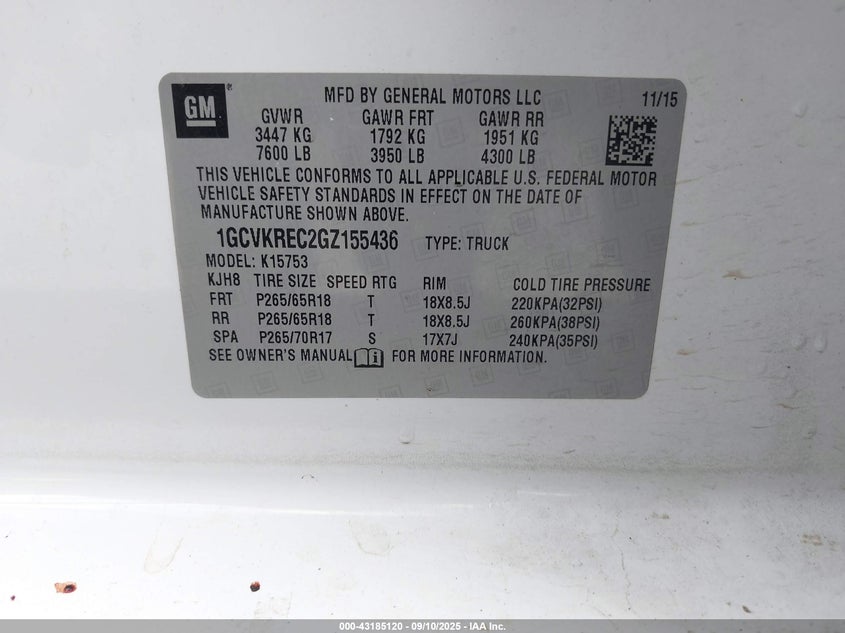 GM ® MFD BY GENERAL MOTORS LLC 11/15
GVWR GAWR FRT GAWR RR
3447 KG 1792 KG 1951 KG
7600 LB 3950 LB 4300 LB
THIS VEHICLE CONFORMS TO ALL APPLICABLE U.S. FEDERAL MOTOR
VEHICLE SAFETY STANDARDS IN EFFECT ON THE DATE OF
MANUFACTURE SHOWN ABOVE.
1GCVKREC2GZ155436 TYPE: TRUCK
MODEL: K15753
KJH8 TIRE SIZE SPEED RTG RIM COLD TIRE PRESSURE
FRT P265/65R18 T 18X8.5J 220KPA(32PSI)
RR P265/65R18 T 18X8.5J 260KPA(38PSI)
SPA P265/70R17 S 17X7J 240KPA(35PSI)
SEE OWNER'S MANUAL FOR MORE INFORMATION.
000-43185120 - 09/10/2025 - IAA Inc.